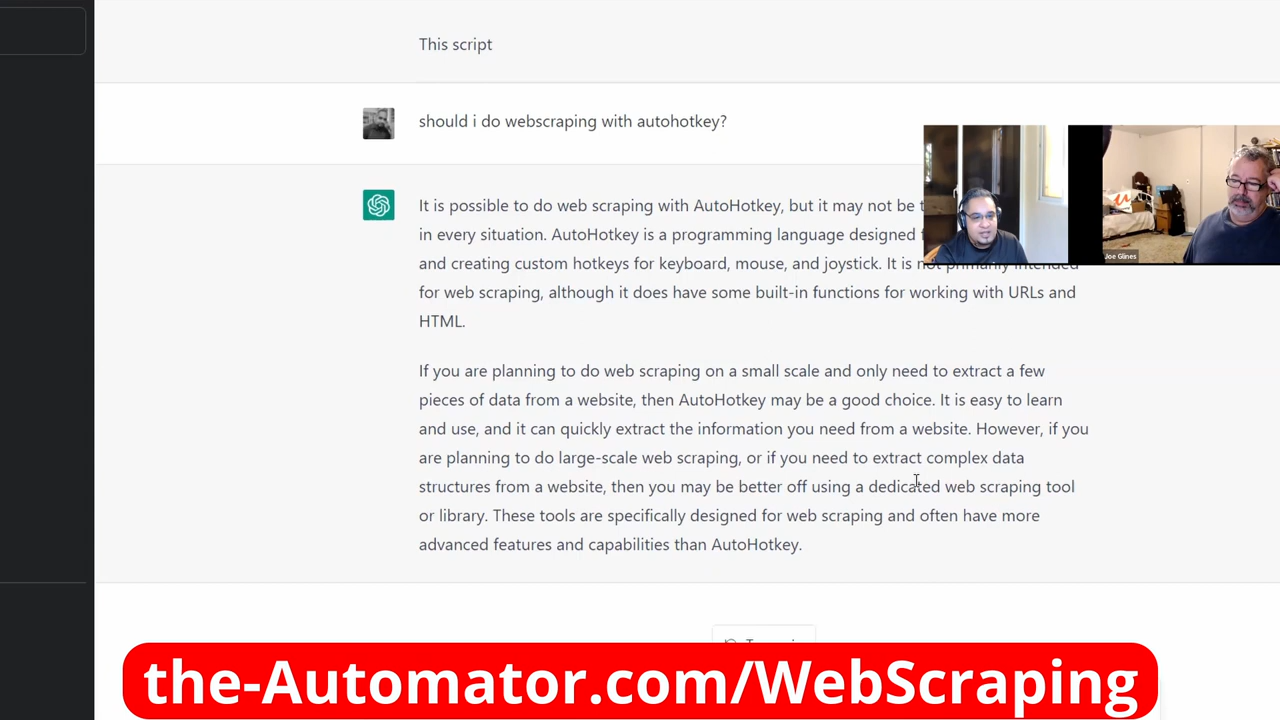 This script
should i do webscraping with autohotkey?
It is possible to do web scraping with AutoHotkey, but it may not be
in every situation. AutoHotkey is a programming language designed
and creating custom hotkeys for keyboard, mouse, and joystick. It is not primarily intended
for web scraping, although it does have some built-in functions for working with URLs and
HTML.
If you are planning to do web scraping on a small scale and only need to extract a few
pieces of data from a website, then AutoHotkey may be a good choice. It is easy to learn
and use, and it can quickly extract the information you need from a website. However, if you
are planning to do large-scale web scraping, or if you need to extract complex data
structures from a website, then you may be better off using a dedicated web scraping tool
or library. These tools are specifically designed for web scraping and often have more
advanced features and capabilities than AutoHotkey.
Joe Glines
the-Automator.com/WebScraping